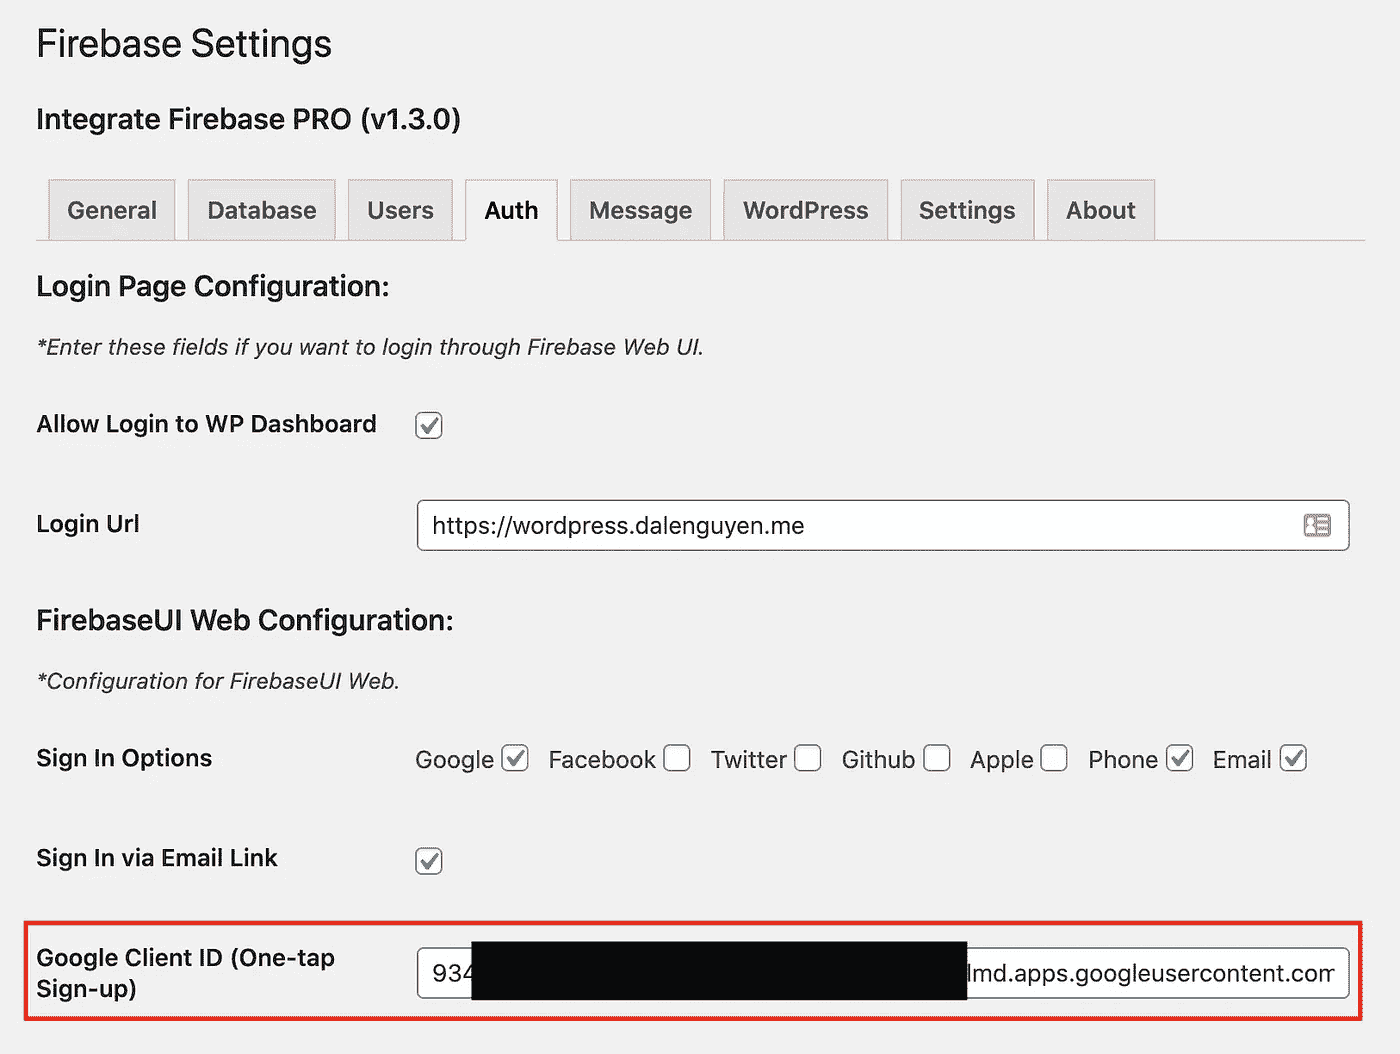 Firebase Settings
Integrate Firebase PRO (v1.3.0)
General Database Users Auth Message WordPress Settings About
Login Page Configuration:
*Enter these fields if you want to login through Firebase Web UI.
Allow Login to WP Dashboard
Login Url https://wordpress.dalenguyen.me
FirebaseUI Web Configuration:
*Configuration for FirebaseUI Web.
Sign In Options Google Facebook Twitter Github Apple Phone Email
Sign In via Email Link
Google Client ID (One-tap
Sign-up)
934 lmd.apps.googleusercontent.com